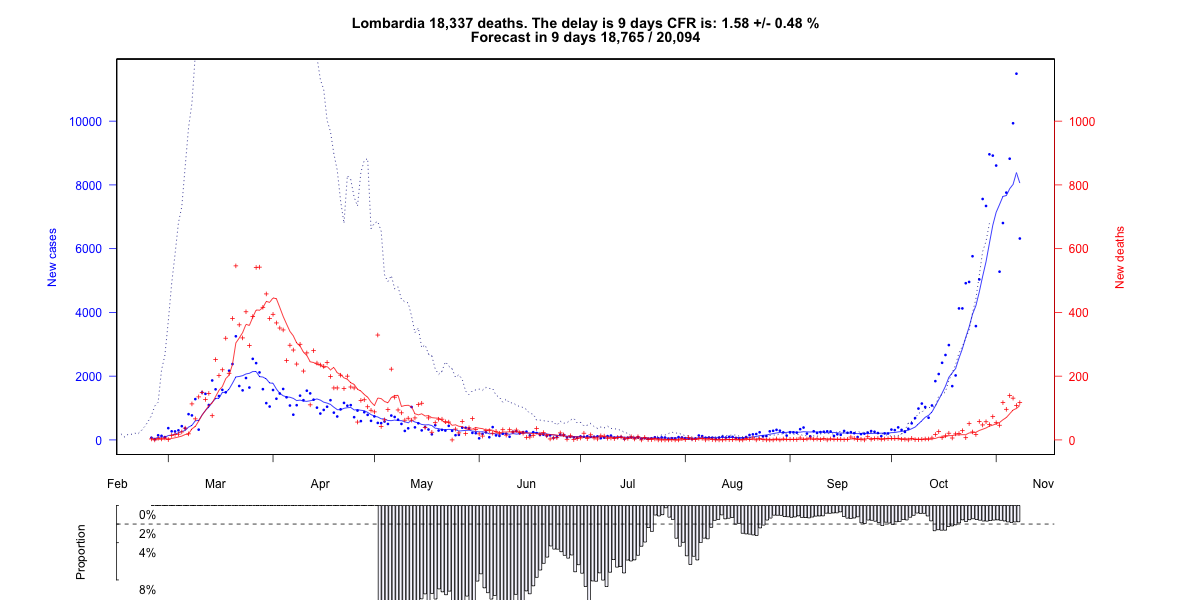 Lombardia 18,337 deaths. The delay is 9 days CFR is: 1.58 +/- 0.48 %
Forecast in 9 days 18,765 / 20,094
10000
8000
6000
4000
2000
0
New cases
1000
800
600
400
200
0
New deaths
Feb Mar Apr May Jun Jul Aug Sep Oct Nov
0%
2%
4%
8%
Proportion